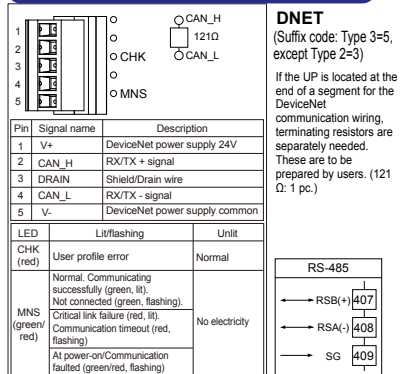 1
2
3
4
5
CHK
MNS
CAN_H
121Ω
CAN_L
DNET
(Suffix code: Type 3=5,
except Type 2=3)
If the UP is located at the
end of a segment for the
DeviceNet
communication wiring,
terminating resistors are
separately needed.
These are to be
prepared by users. (121
Ω: 1 pc.)
Pin Signal name Description
1 V+ DeviceNet power supply 24V
2 CAN_H RX/TX + signal
3 DRAIN Shield/Drain wire
4 CAN_L RX/TX - signal
5 V- DeviceNet power supply common
LED Lit/flashing Unlit
CHK
(red)
User profile error
Normal
MNS
(green/
red)
Normal. Communicating
successfully (green, lit).
Not connected (green, flashing).
Critical link failure (red, lit).
Communication timeout (red,
flashing)
At power-on/Communication
faulted (green/red, flashing)
No electricity
RS-485
RSB(+) 407
RSA(-) 408
SG 409